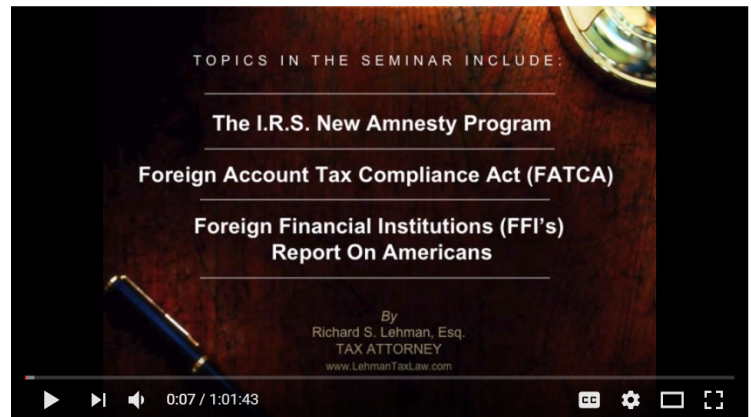 TOPICS IN THE SEMINAR INCLUDE:
The I.R.S. New Amnesty Program
Foreign Account Tax Compliance Act (FATCA)
Foreign Financial Institutions (FFI's)
Report On Americans
By
Richard S. Lehman, Esq.
TAX ATTORNEY
www.LehmanTaxLaw.com
0:07 / 1:01:43
CC